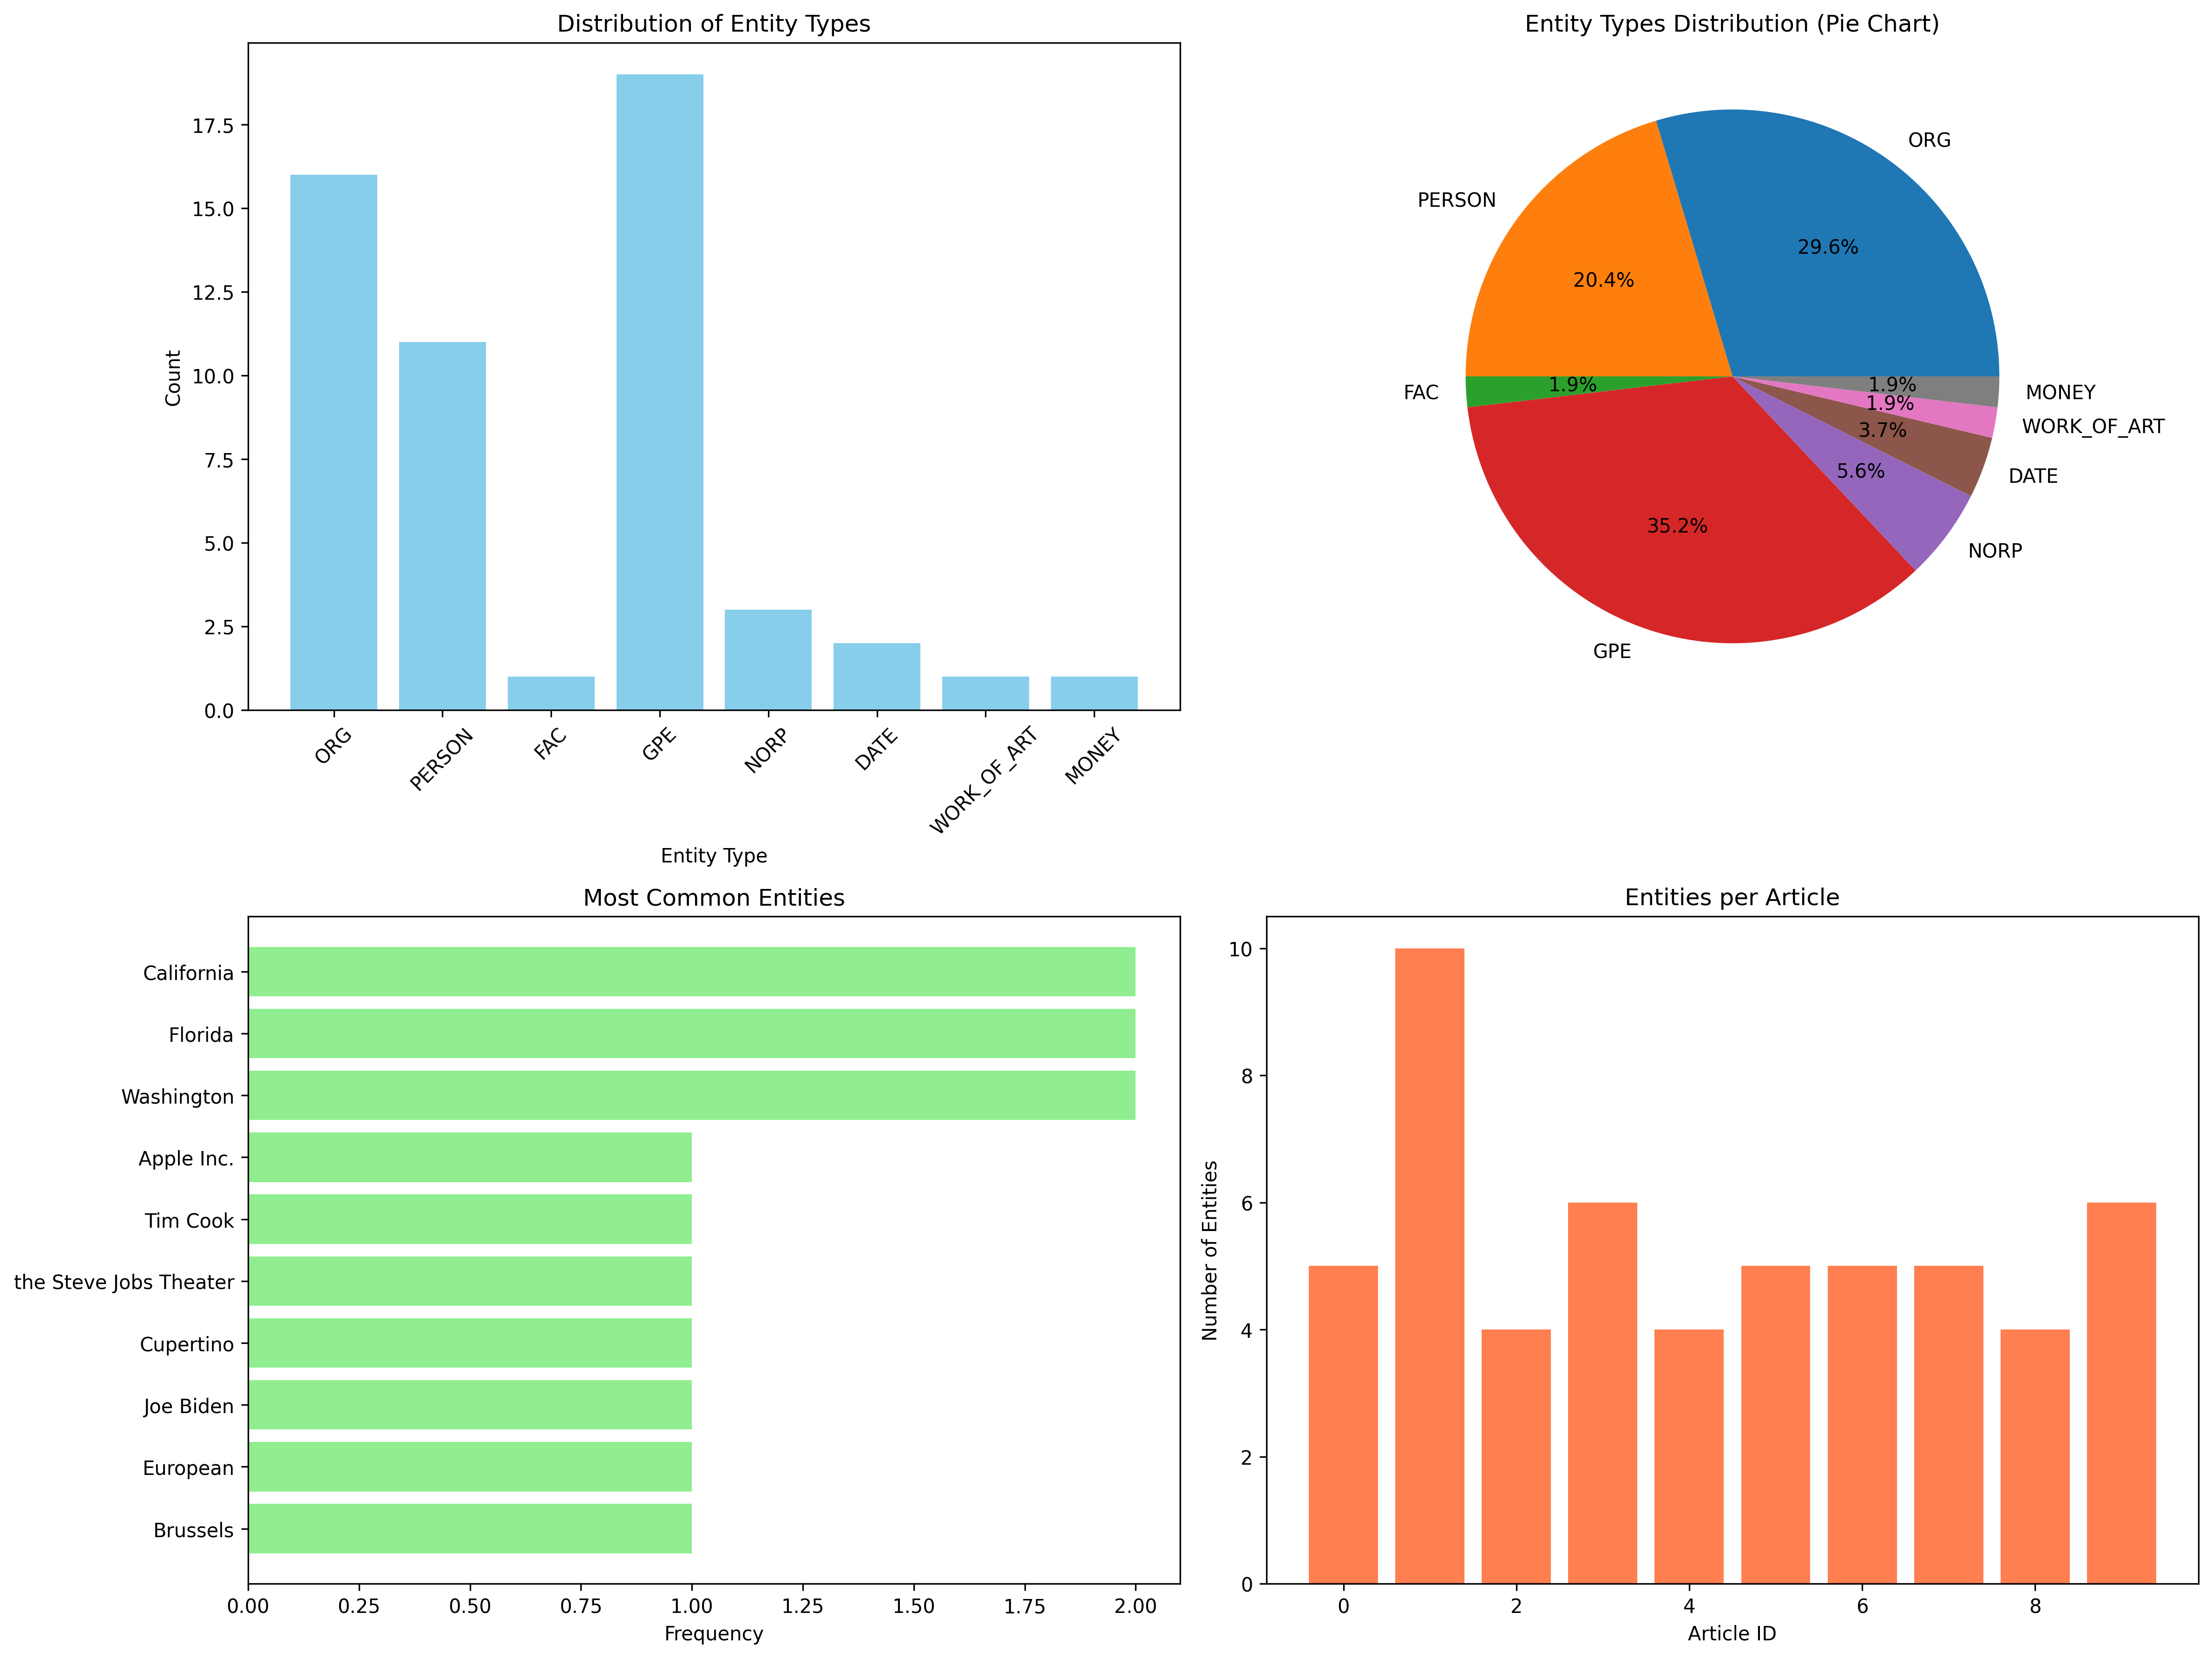 Distribution of Entity Types
Count
17.5
15.0
12.5
10.0
7.5
5.0
2.5
0.0
ORG
PERSON
FAC
GPE
NORP
DATE
WORK_OF_ART
MONEY
Entity Type
Entity Types Distribution (Pie Chart)
ORG
29.6%
PERSON
20.4%
FAC
1.9%
GPE
35.2%
NORP
5.6%
DATE
3.7%
WORK_OF_ART
1.9%
MONEY
1.9%
Most Common Entities
California
Florida
Washington
Apple Inc.
Tim Cook
the Steve Jobs Theater
Cupertino
Joe Biden
European
Brussels
0.00 0.25 0.50 0.75 1.00 1.25 1.50 1.75 2.00
Frequency
Entities per Article
Number of Entities
10
8
6
4
2
0
0 2 4 6 8
Article ID